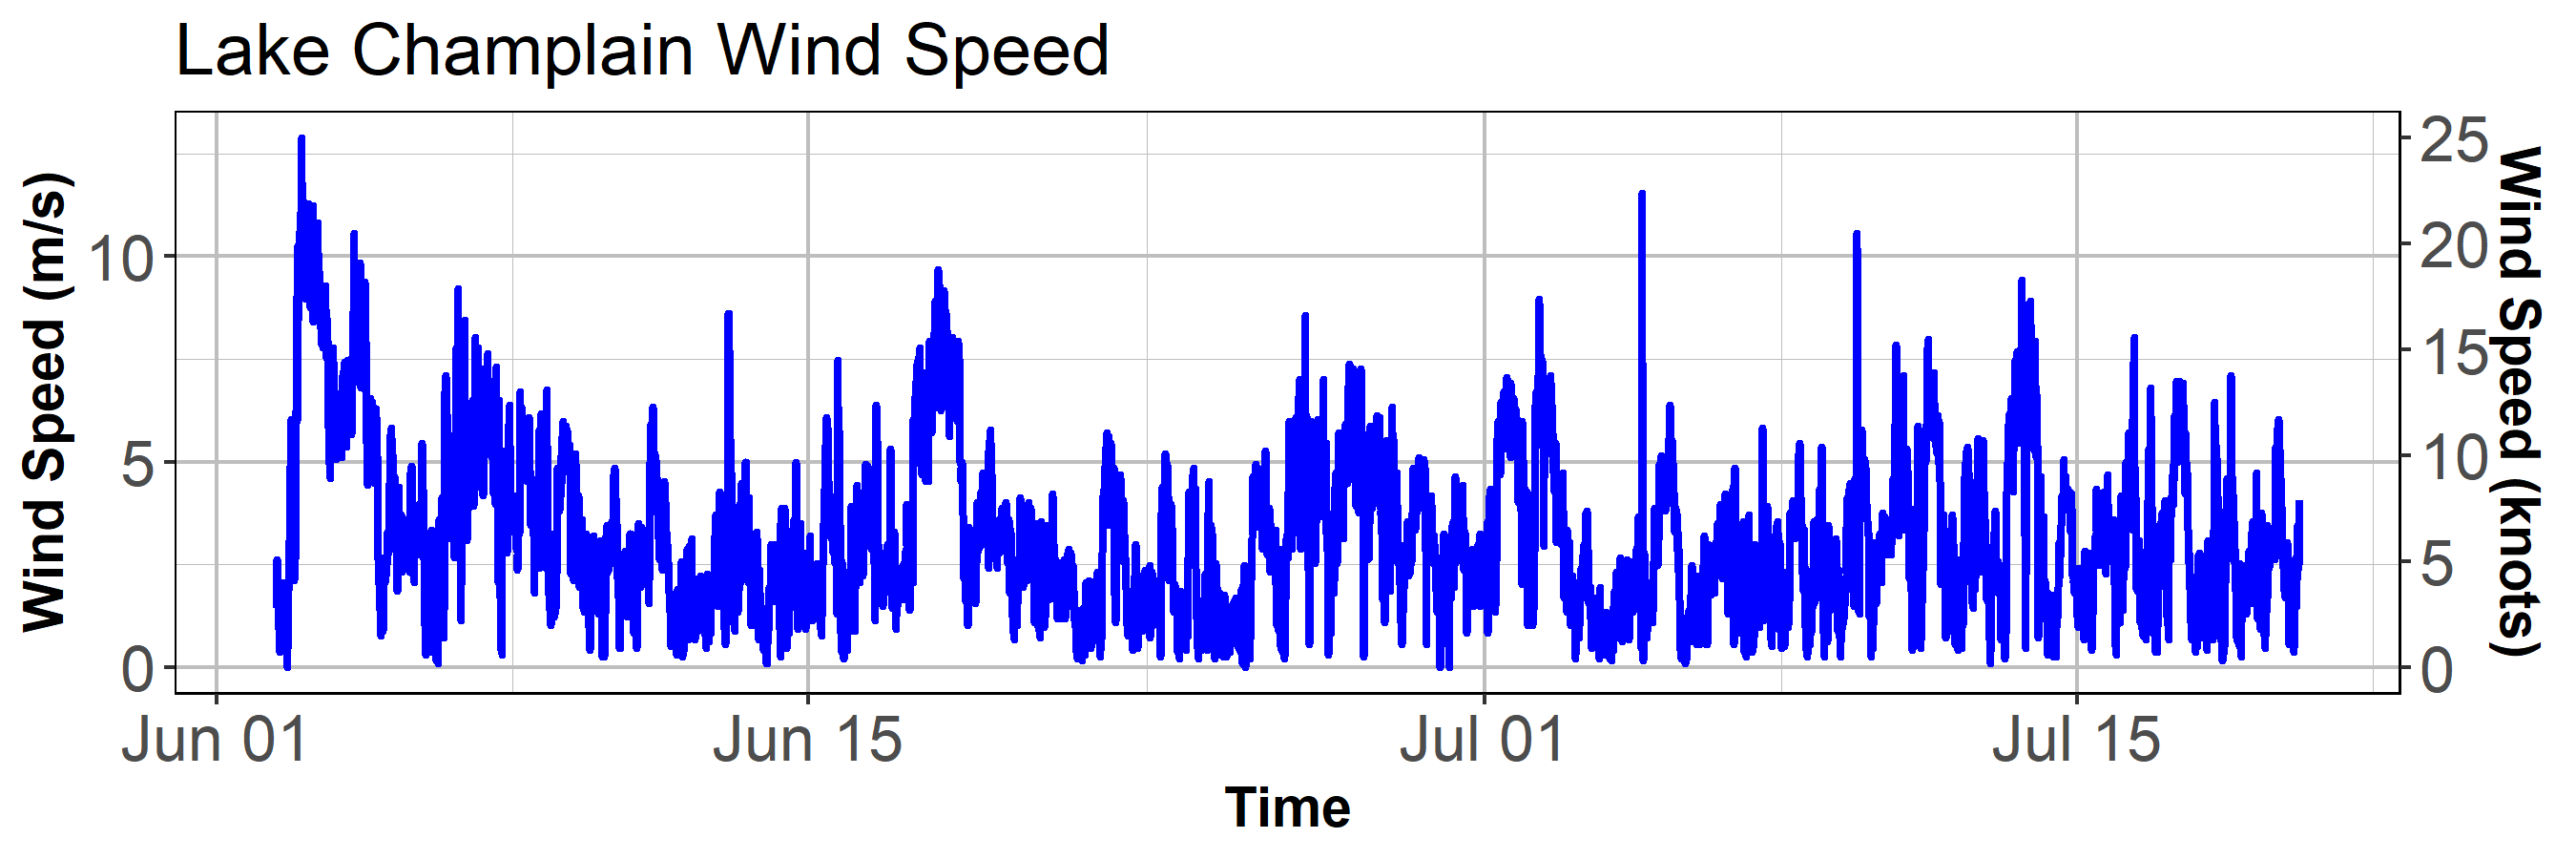 Lake Champlain Wind Speed
Wind Speed (m/s)
10
5
0
25
20
15
10
5
0
Wind Speed (knots)
Jun 01
Jun 15
Jul 01
Jul 15
Time